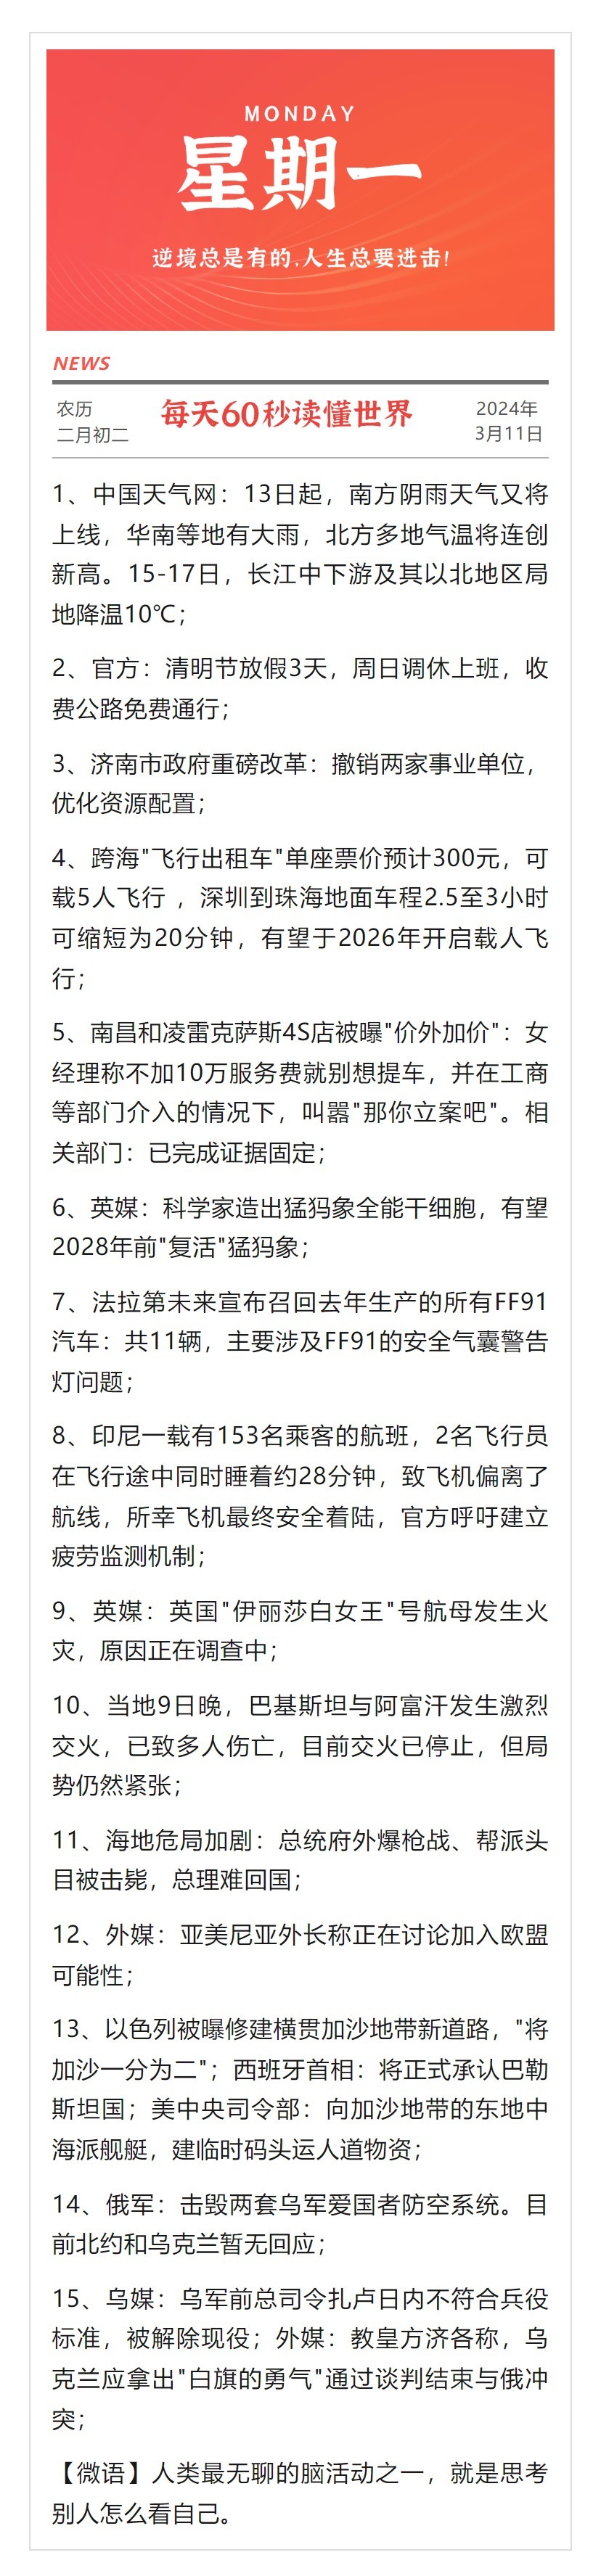 MONDAY
星期一
逆境总是有的,人生总要进击!
NEWS
农历
二月初二
每天60秒读懂世界
2024年
3月11日
1、中国天气网：13日起，南方阴雨天气又将
上线，华南等地有大雨，北方多地气温将连创
新高。15-17日，长江中下游及其以北地区局
地降温10℃；
2、官方：清明节放假3天，周日调休上班，收
费公路免费通行；
3、济南市政府重磅改革：撤销两家事业单位，
优化资源配置；
4、跨海"飞行出租车"单座票价预计300元，可
载5人飞行 ，深圳到珠海地面车程2.5至3小时
可缩短为20分钟，有望于2026年开启载人飞
行；
5、南昌和凌雷克萨斯4S店被曝"价外加价"：女
经理称不加10万服务费就别想提车，并在工商
等部门介入的情况下，叫嚣"那你立案吧"。相
关部门：已完成证据固定；
6、英媒：科学家造出猛犸象全能干细胞，有望
2028年前"复活"猛犸象；
7、法拉第未来宣布召回去年生产的所有FF91
汽车：共11辆，主要涉及FF91的安全气囊警告
灯问题；
8、印尼一载有153名乘客的航班，2名飞行员
在飞行途中同时睡着约28分钟，致飞机偏离了
航线，所幸飞机最终安全着陆，官方呼吁建立
疲劳监测机制；
9、英媒：英国"伊丽莎白女王"号航母发生火
灾，原因正在调查中；
10、当地9日晚，巴基斯坦与阿富汗发生激烈
交火，已致多人伤亡，目前交火已停止，但局
势仍然紧张；
11、海地危局加剧：总统府外爆枪战、帮派头
目被击毙，总理难回国；
12、外媒：亚美尼亚外长称正在讨论加入欧盟
可能性；
13、以色列被曝修建横贯加沙地带新道路，"将
加沙一分为二"；西班牙首相：将正式承认巴勒
斯坦国；美中央司令部：向加沙地带的东地中
海派舰艇，建临时码头运人道物资；
14、俄军：击毁两套乌军爱国者防空系统。目
前北约和乌克兰暂无回应；
15、乌媒：乌军前总司令扎卢日内不符合兵役
标准，被解除现役；外媒：教皇方济各称，乌
克兰应拿出"白旗的勇气"通过谈判结束与俄冲
突；
【微语】人类最无聊的脑活动之一，就是思考
别人怎么看自己。